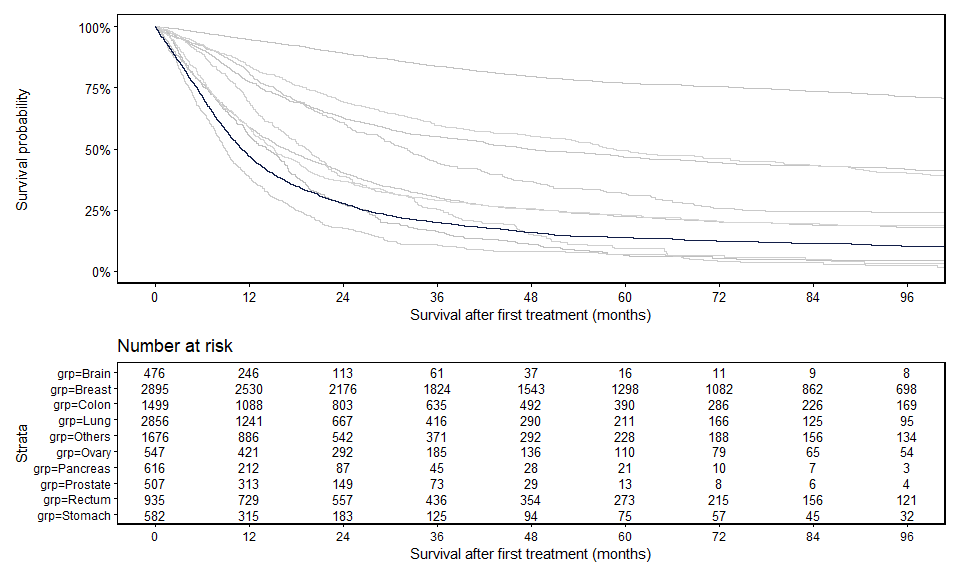 100%
75%
50%
25%
0%
Survival probability
0 12 24 36 48 60 72 84 96
Survival after first treatment (months)
Number at risk
Strata
grp=Brain 476 246 113 61 37 16 11 9 8
grp=Breast 2895 2530 2176 1824 1543 1298 1082 862 698
grp=Colon 1499 1088 803 635 492 390 286 226 169
grp=Lung 2856 1241 667 416 290 211 166 125 95
grp=Others 1676 886 542 371 292 228 188 156 134
grp=Ovary 547 421 292 185 136 110 79 65 54
grp=Pancreas 616 212 87 45 28 21 10 7 3
grp=Prostate 507 313 149 73 29 13 8 6 4
grp=Rectum 935 729 557 436 354 273 215 156 121
grp=Stomach 582 315 183 125 94 75 57 45 32
0 12 24 36 48 60 72 84 96
Survival after first treatment (months)